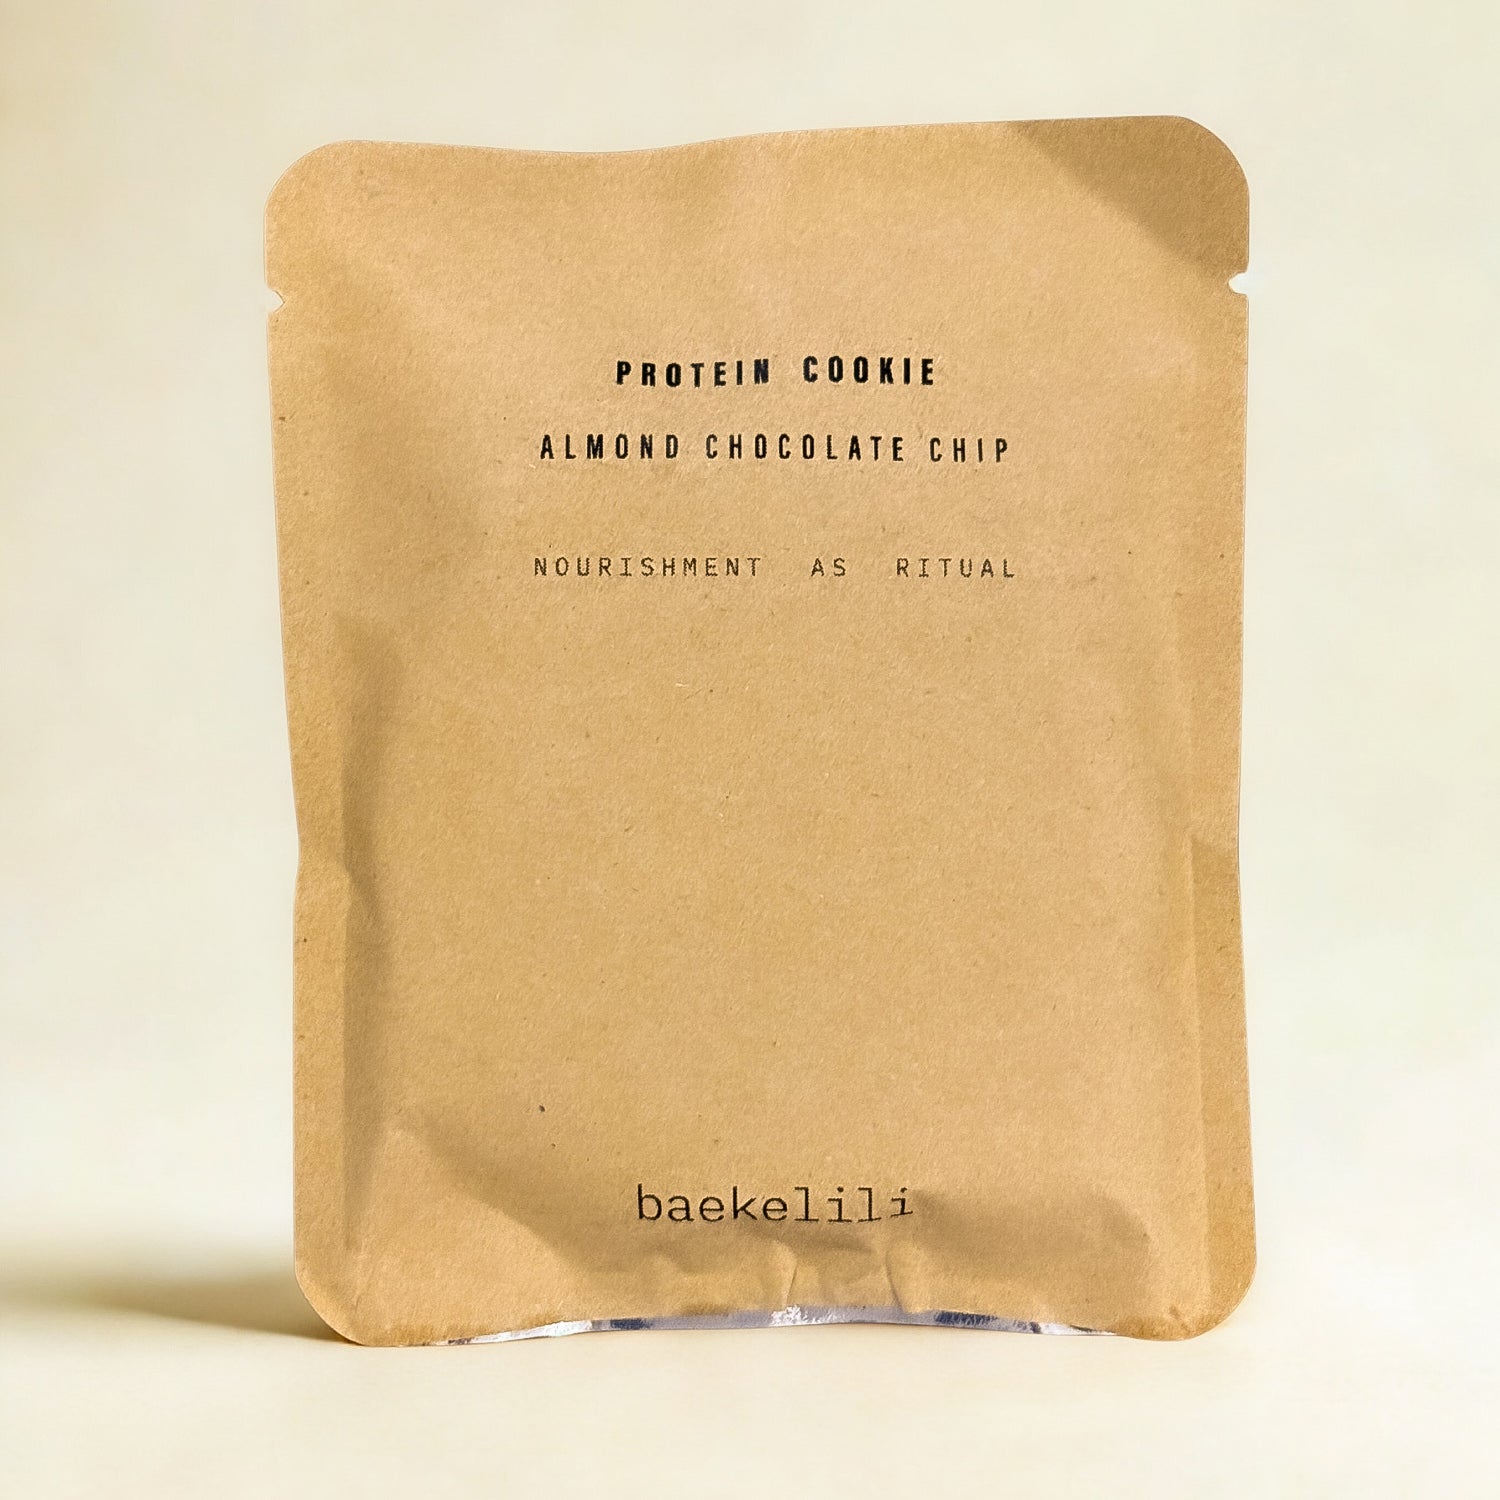 PROTEIN COOKIE
ALMOND CHOCOLATE CHIP
NOURISHMENT AS RITUAL
baekelili